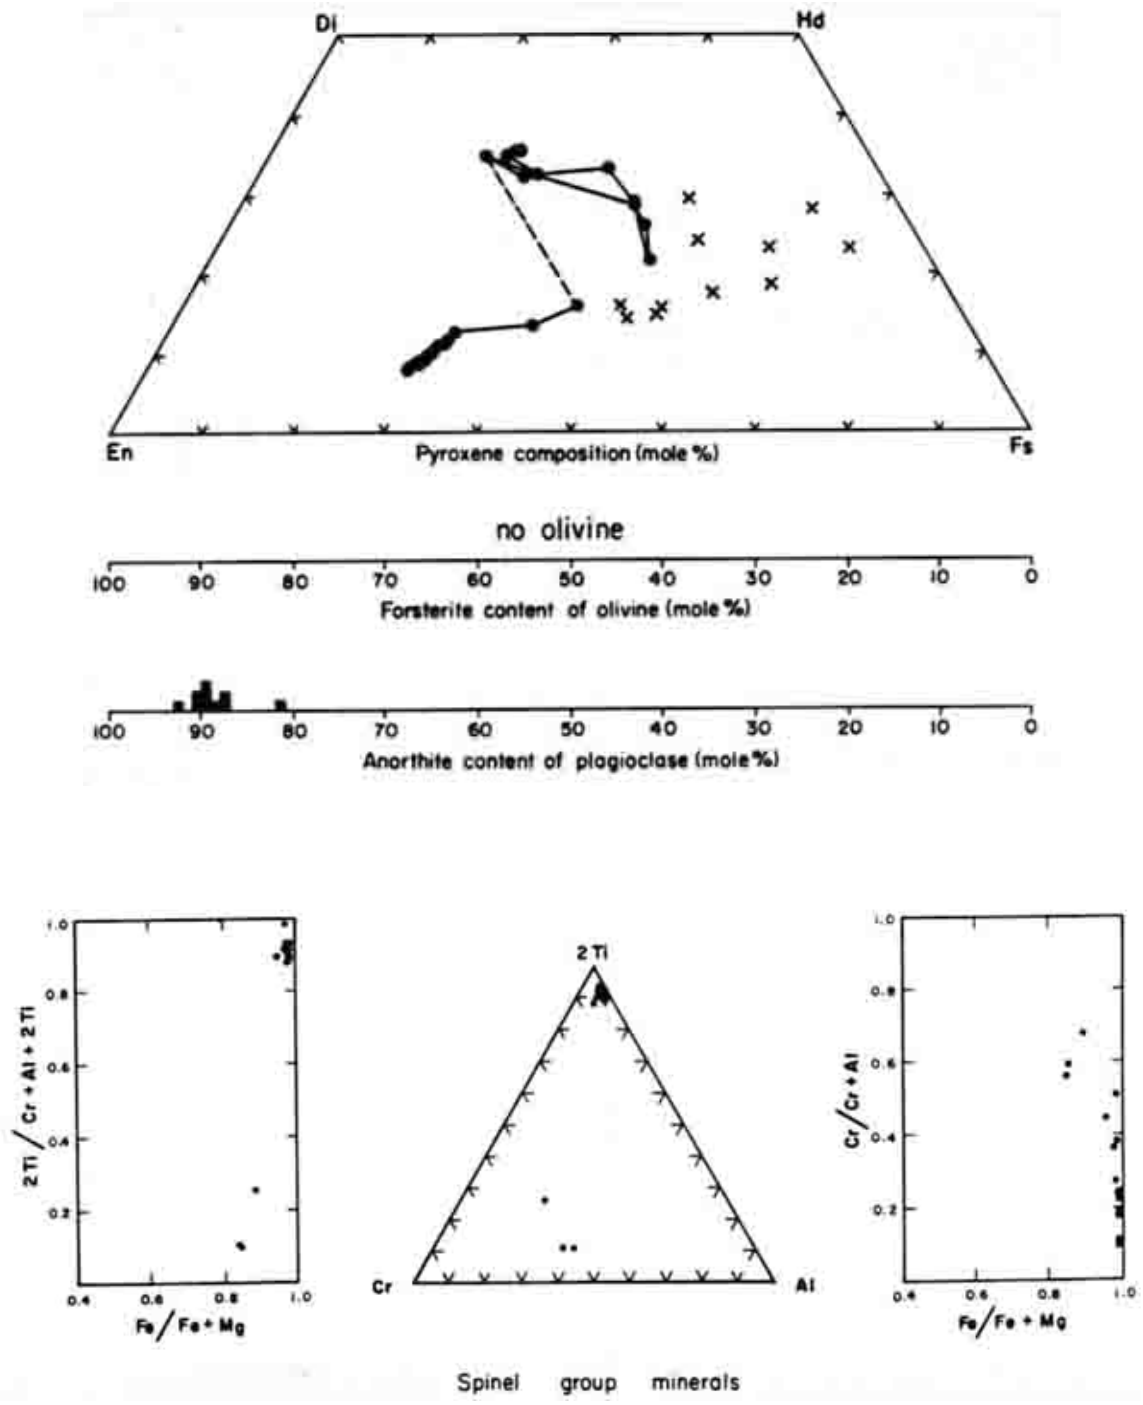 Di Hd
En Fs
Pyroxene composition (mole %)
no olivine
100 90 80 70 60 50 40 30 20 10 0
Forsterite content of olivine (mole %)
100 90 80 70 60 50 40 30 20 10 0
Anorthite content of plagioclase (mole %)
1.0
0.8
0.6
0.4
0.2
2Ti / Cr + Al + 2Ti
0.4 0.6 0.8 1.0
Fe / Fe + Mg
2 Ti
Cr Al
1.0
0.8
0.6
0.4
0.2
Cr / Cr + Al
0.4 0.6 0.8 1.0
Fe / Fe + Mg
Spinel group minerals